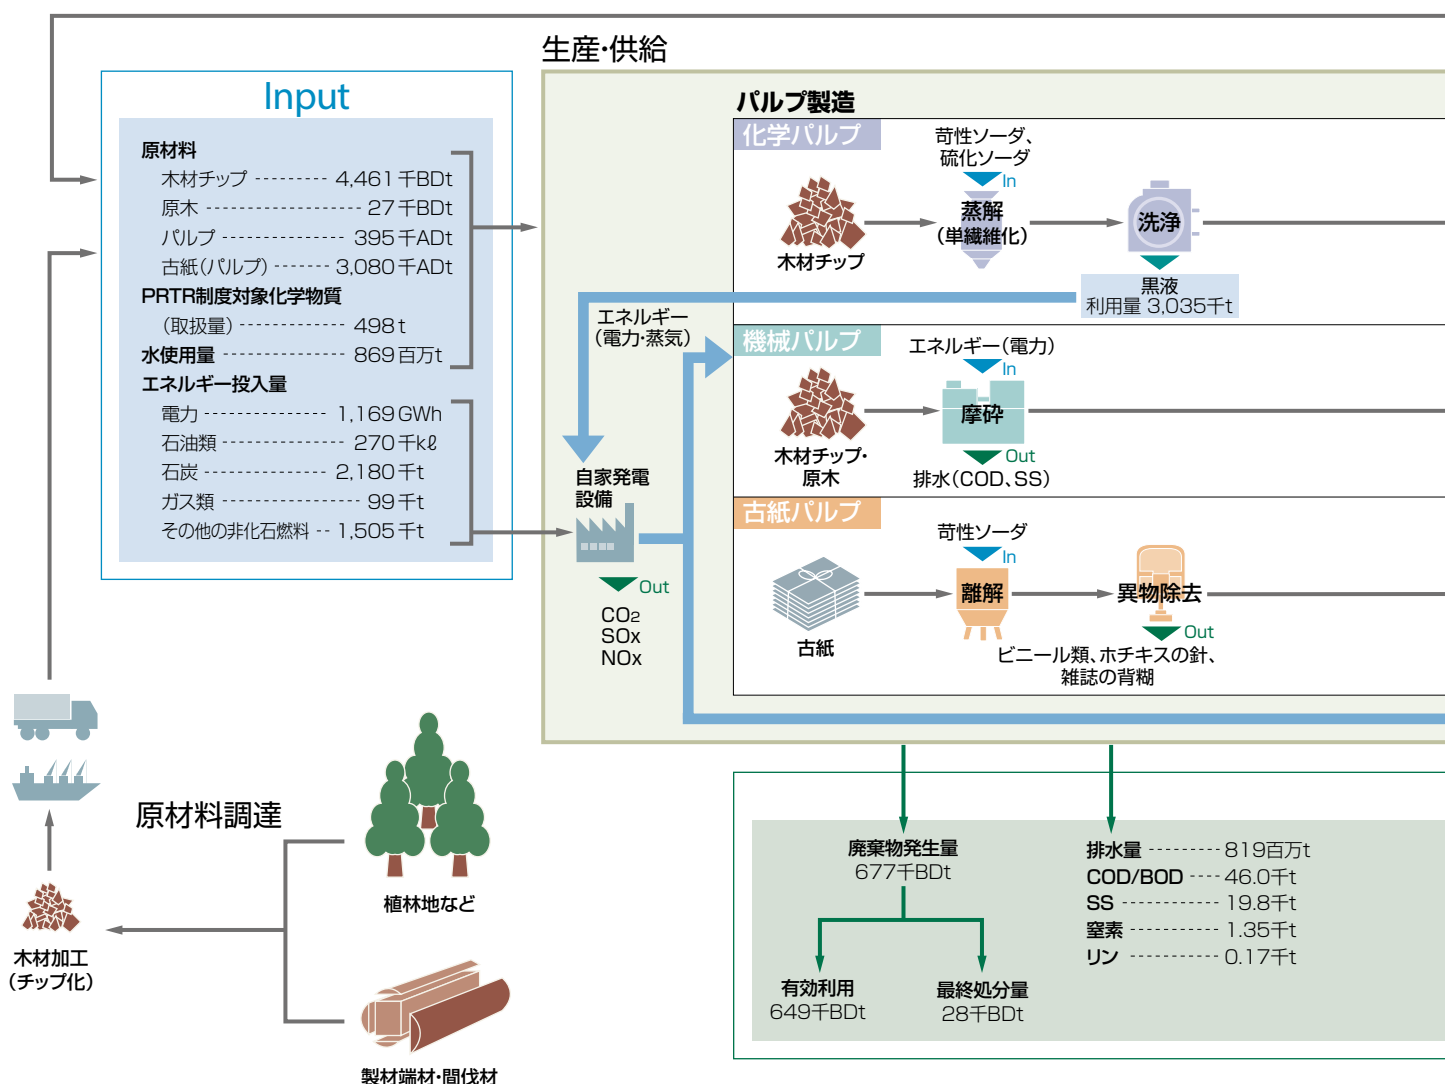 生産・供給
Input
原材料
木材チップ 4,461千BDt
原木 27千BDt
パルプ 395千ADt
古紙(パルプ) 3,080千ADt
PRTR制度対象化学物質
(取扱量) 498t
水使用量 869百万t
エネルギー投入量
電力 1,169GWh
石油類 270千kℓ
石炭 2,180千t
ガス類 99千t
その他の非化石燃料 1,505千t
パルプ製造
化学パルプ
苛性ソーダ、
硫化ソーダ
In
木材チップ
蒸解
(単繊維化)
洗浄
黒液
利用量 3,035千t
エネルギー
(電力・蒸気)
機械パルプ
エネルギー(電力)
In
木材チップ・
原木
摩砕
Out
排水(COD、SS)
自家発電
設備
Out
CO2
SOx
NOx
古紙パルプ
苛性ソーダ
In
古紙
離解
異物除去
Out
ビニール類、ホチキスの針、
雑誌の背糊
原材料調達
植林地など
木材加工
(チップ化)
製材端材・間伐材
廃棄物発生量
677千BDt
有効利用
649千BDt
最終処分量
28千BDt
排水量 819百万t
COD/BOD 46.0千t
SS 19.8千t
窒素 1.35千t
リン 0.17千t